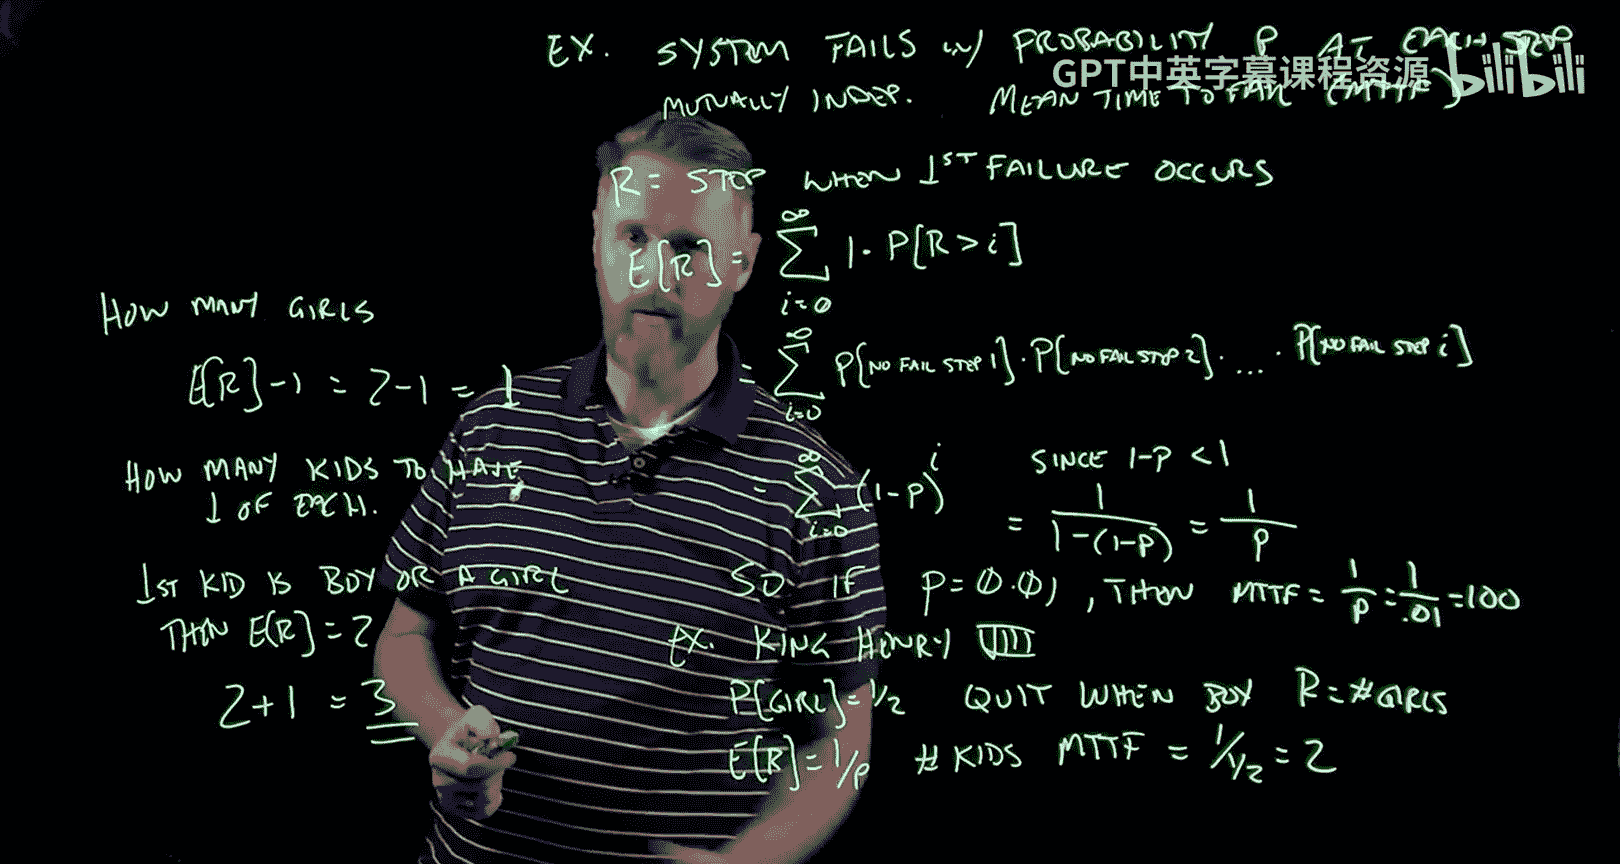 EX. SYSTEM FAILS W/ PROBABILITY P AT EACH STEP
GPT中英字幕课程资源 bilibili
MUTUALLY INDEP. MEAN TIME TO FAIL (MTTF)
R = STOP WHEN 1ST FAILURE OCCURS
E[R] = ∞ Σ i=0 1 · P[R > i]
= ∞ Σ i=0 P[NO FAIL STEP 1] · P[NO FAIL STEP 2] · ... · P[NO FAIL STEP i]
= ∞ Σ i=0 (1-P)^i SINCE 1-P < 1
= 1/(1-(1-P)) = 1/P
SO IF P = 0.01, THEN MTTF = 1/P = 1/.01 = 100
EX. KING HENRY VIII
P[GIRL] = 1/2 QUIT WHEN BOY R = # GIRLS
E[R] = 1/P # KIDS MTTF = 1/1/2 = 2
HOW MANY GIRLS
E[R] - 1 = 2 - 1 = 1
HOW MANY KIDS TO HAVE
1 OF EACH.
1ST KID IS BOY OR A GIRL
THEN E[R] = 2
2 + 1 = 3